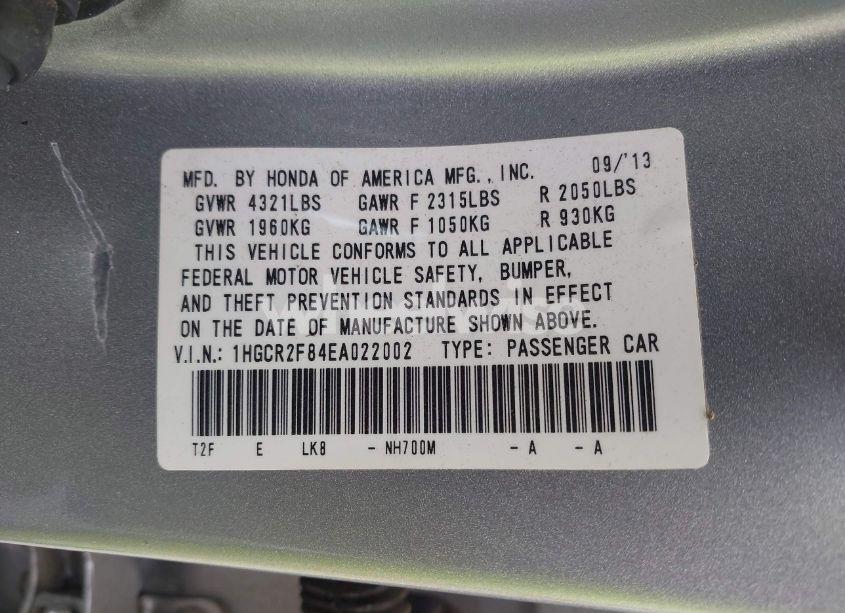 MFD. BY HONDA OF AMERICA MFG., INC. 09/'13
GVWR 4321LBS GAWR F 2315LBS R 2050LBS
GVWR 1960KG GAWR F 1050KG R 930KG
THIS VEHICLE CONFORMS TO ALL APPLICABLE
FEDERAL MOTOR VEHICLE SAFETY, BUMPER,
AND THEFT PREVENTION STANDARDS IN EFFECT
ON THE DATE OF MANUFACTURE SHOWN ABOVE.
V.I.N.: 1HGCR2F84EA022002 TYPE: PASSENGER CAR
T2F E LK8 - NH700M - A - A